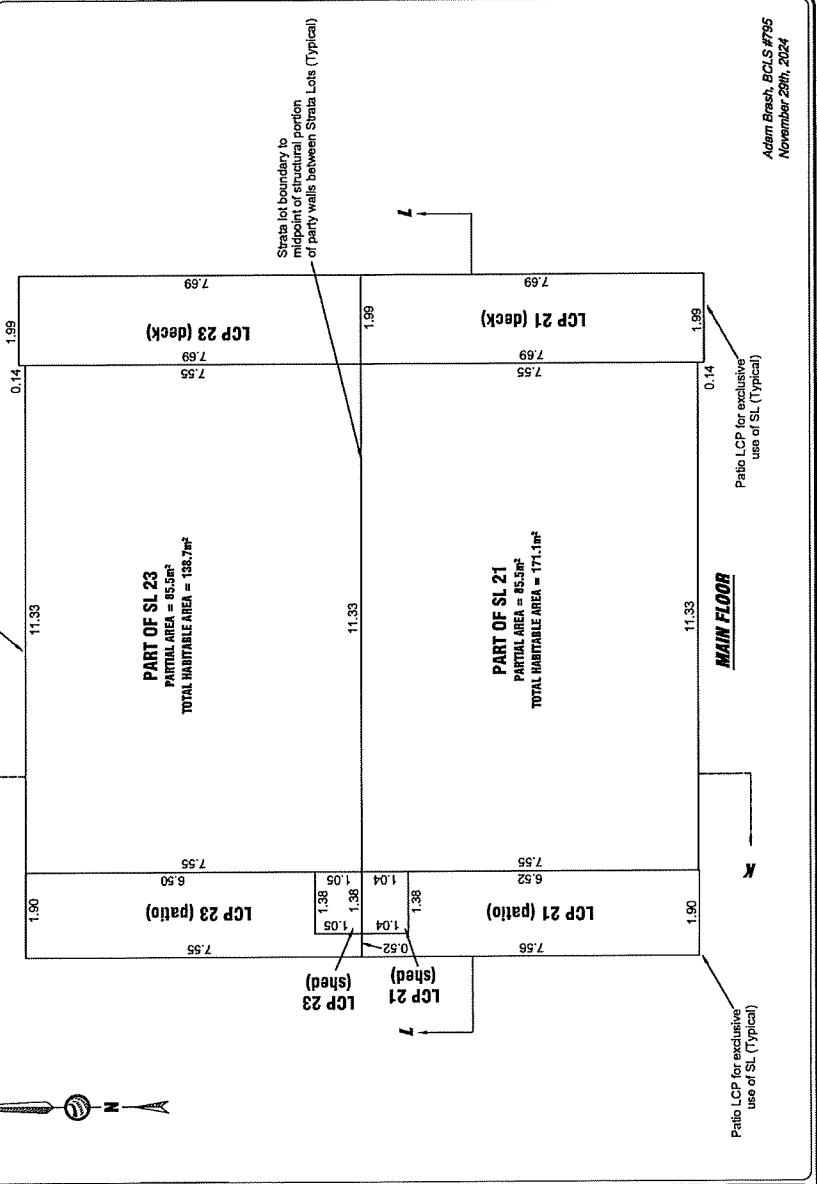 Adam Brash, BCLS #795
November 29th, 2024
Strata lot boundary to
midpoint of structural portion
of party walls between Strata Lots (Typical)
1.99
0.14
7.69
LCP 23 (deck)
7.69
7.55
11.33
PART OF SL 23
PARTIAL AREA = 85.5m²
TOTAL HABITABLE AREA = 138.7m²
7.55
6.50
1.90
LCP 23 (patio)
7.55
1.05
1.38
1.38
1.05
LCP 23
(shed)
L
1.99
7.69
LCP 21 (deck)
7.69
7.55
1.99
0.14
11.33
PART OF SL 21
PARTIAL AREA = 85.5m²
TOTAL HABITABLE AREA = 171.1m²
11.33
7.55
6.52
1.04
1.38
1.04
0.52
LCP 21
(shed)
LCP 21 (patio)
7.56
1.90
L
K
Patio LCP for exclusive
use of SL (Typical)
MAIN FLOOR
Patio LCP for exclusive
use of SL (Typical)
N